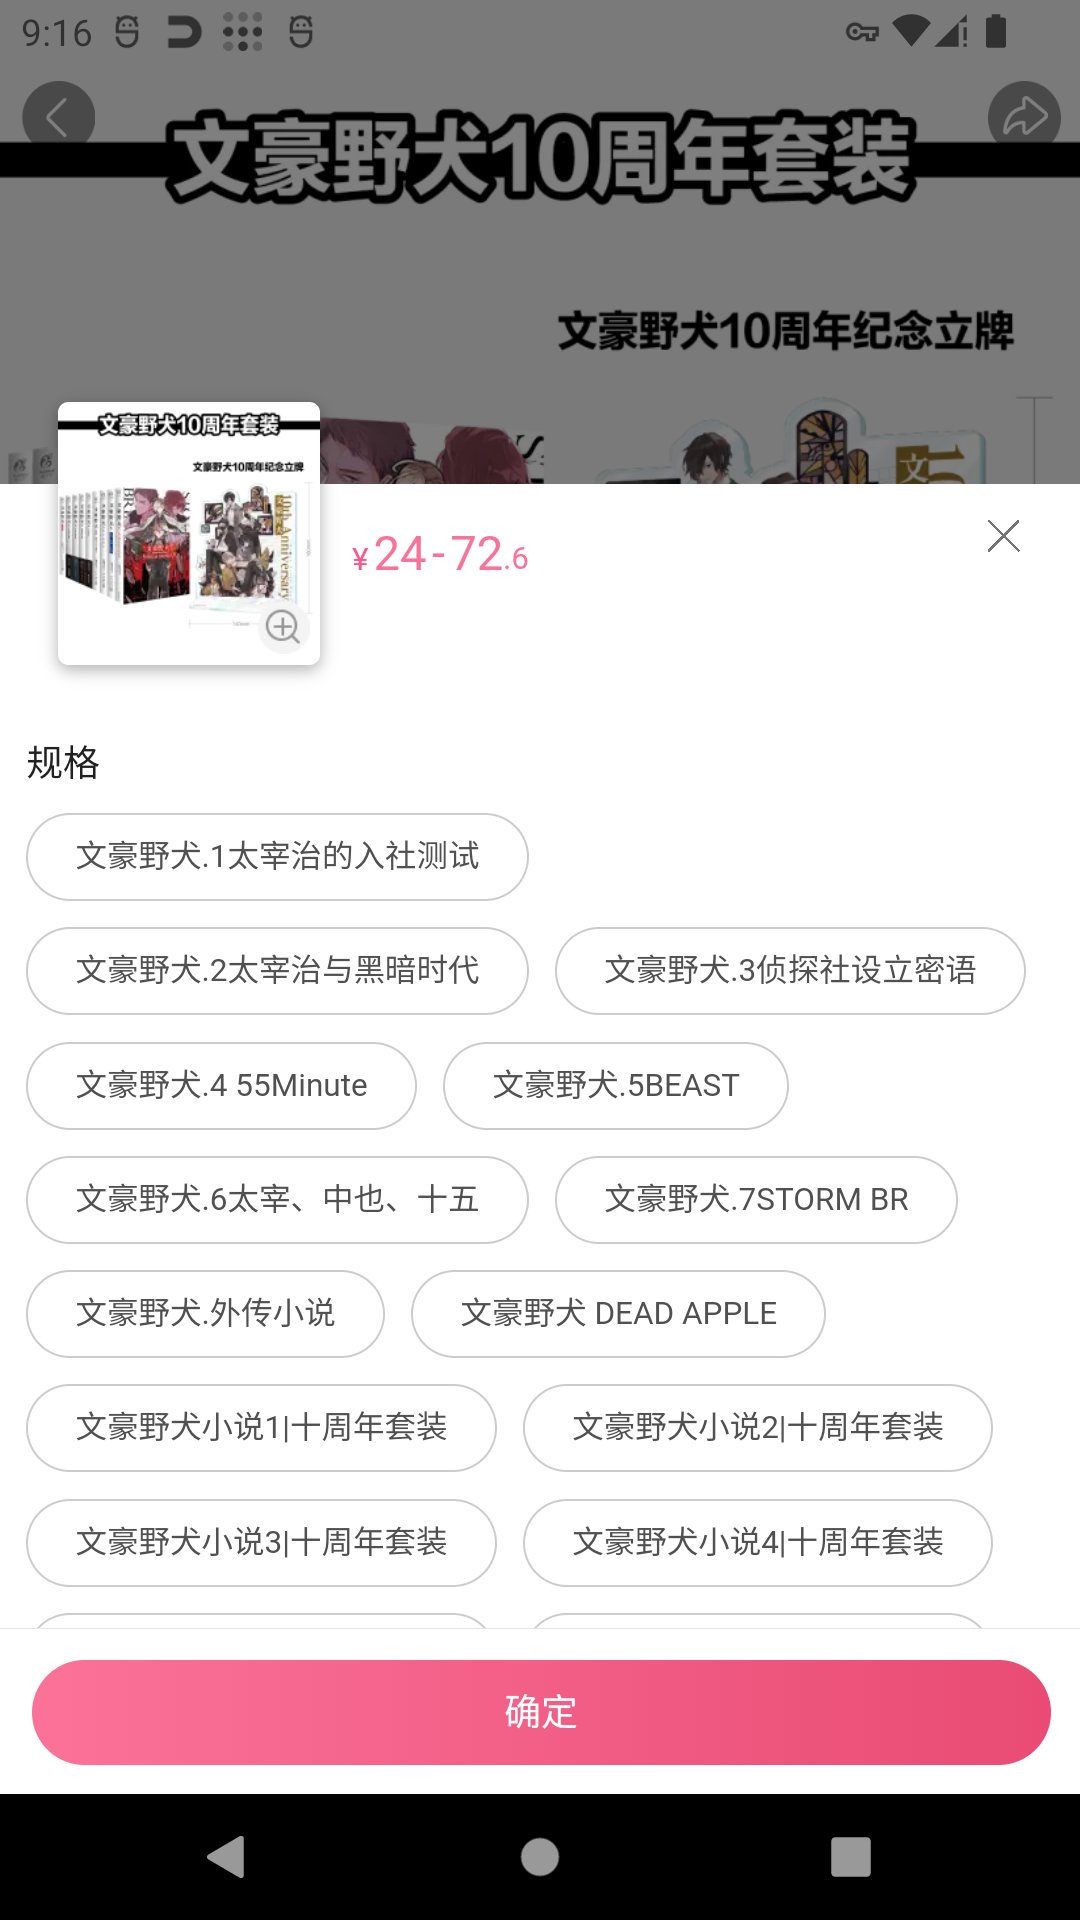 9:16
文豪野犬10周年套装
文豪野犬10周年纪念立牌
文豪野犬10周年套装
文豪野犬10周年纪念立牌
10th Anniversary
¥24-72.6
规格
文豪野犬.1太宰治的入社测试
文豪野犬.2太宰治与黑暗时代
文豪野犬.3侦探社设立密语
文豪野犬.4 55Minute
文豪野犬.5BEAST
文豪野犬.6太宰、中也、十五
文豪野犬.7STORM BR
文豪野犬.外传小说
文豪野犬 DEAD APPLE
文豪野犬小说1|十周年套装
文豪野犬小说2|十周年套装
文豪野犬小说3|十周年套装
文豪野犬小说4|十周年套装
确定